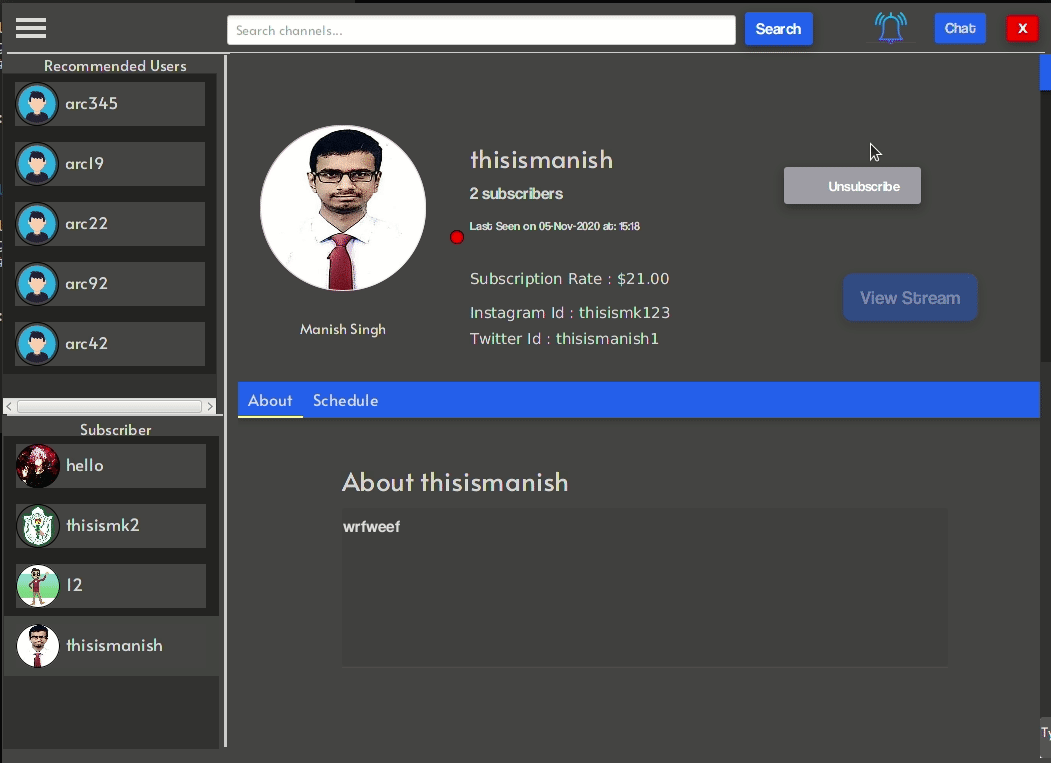 Search channels...
Search
Chat
X
Recommended Users
arc345
arc19
arc22
arc92
arc42
Subscriber
hello
thisismk2
12
thisismanish
Manish Singh
thisismanish
2 subscribers
Last Seen on 05-Nov-2020 at: 15:18
Subscription Rate : $21.00
Instagram Id : thisismk123
Twitter Id : thisismanish1
Unsubscribe
View Stream
About
Schedule
About thisismanish
wrfweef